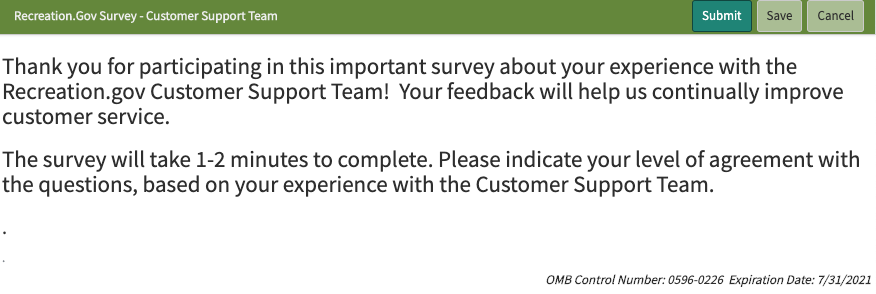 Recreation.Gov Survey - Customer Support Team
Submit
Save
Cancel
Thank you for participating in this important survey about your experience with the
Recreation.gov Customer Support Team!  Your feedback will help us continually improve
customer service.
The survey will take 1-2 minutes to complete. Please indicate your level of agreement with
the questions, based on your experience with the Customer Support Team.
.
.
OMB Control Number: 0596-0226  Expiration Date: 7/31/2021